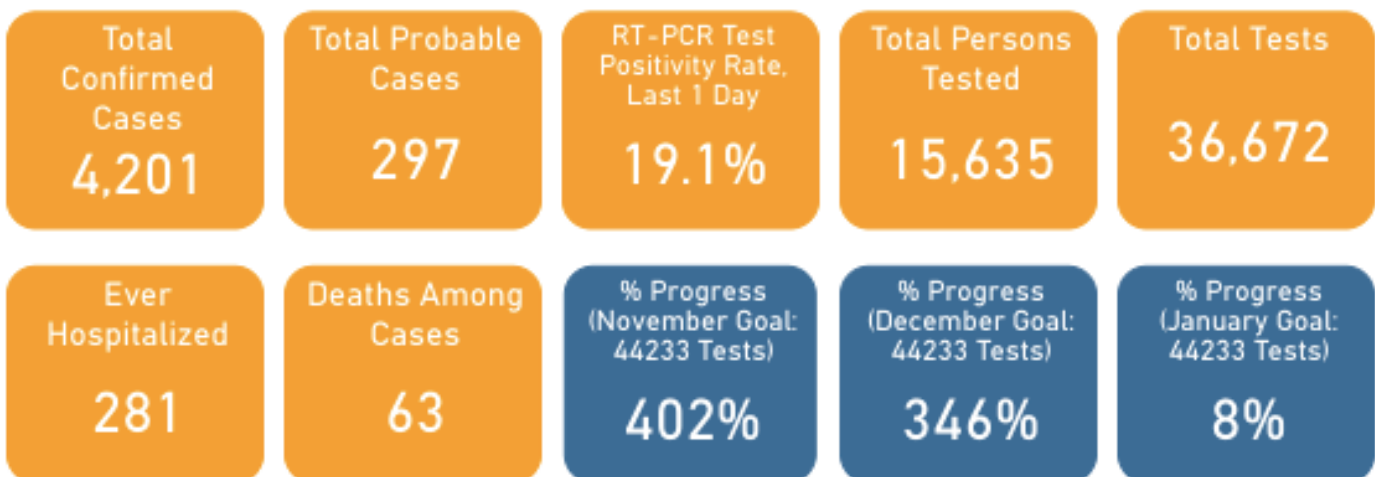 Total
Confirmed
Cases
4,201
Total Probable
Cases
297
RT-PCR Test
Positivity Rate,
Last 1 Day
19.1%
Total Persons
Tested
15,635
Total Tests
36,672
Ever
Hospitalized
281
Deaths Among
Cases
63
% Progress
(November Goal:
44233 Tests)
402%
% Progress
(December Goal:
44233 Tests)
346%
% Progress
(January Goal:
44233 Tests)
8%